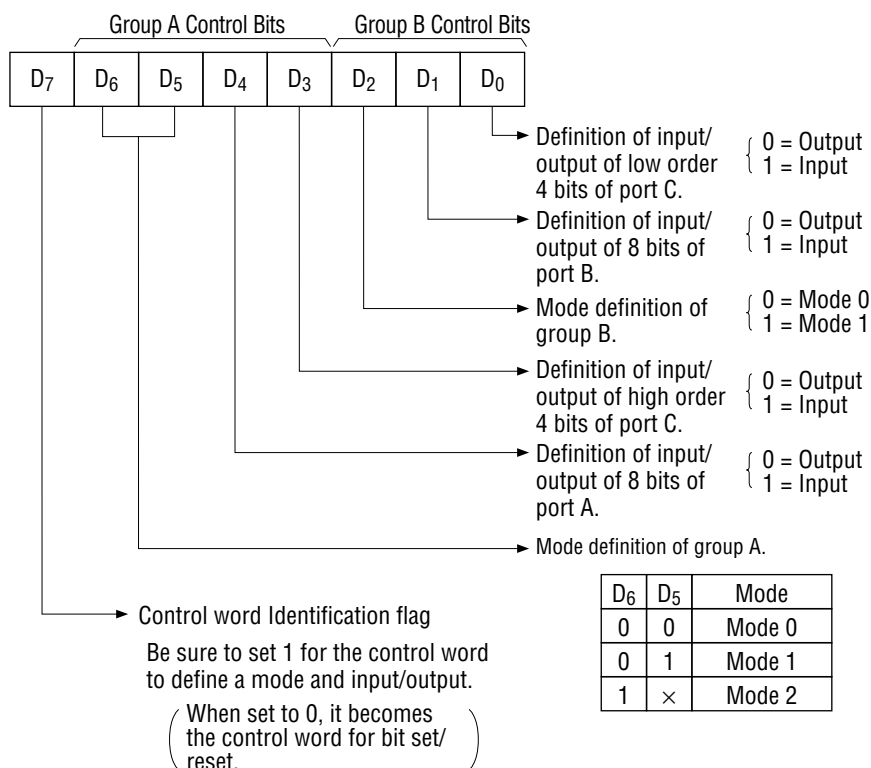 Group A Control Bits Group B Control Bits
D7 D6 D5 D4 D3 D2 D1 D0
Definition of input/
output of low order
4 bits of port C.
0 = Output
1 = Input
Definition of input/
output of 8 bits of
port B.
0 = Output
1 = Input
Mode definition of
group B.
0 = Mode 0
1 = Mode 1
Definition of input/
output of high order
4 bits of port C.
0 = Output
1 = Input
Definition of input/
output of 8 bits of
port A.
0 = Output
1 = Input
Mode definition of group A.
D6 D5 Mode
0 0 Mode 0
0 1 Mode 1
1 × Mode 2
Control word Identification flag
Be sure to set 1 for the control word
to define a mode and input/output.
When set to 0, it becomes
the control word for bit set/
reset.